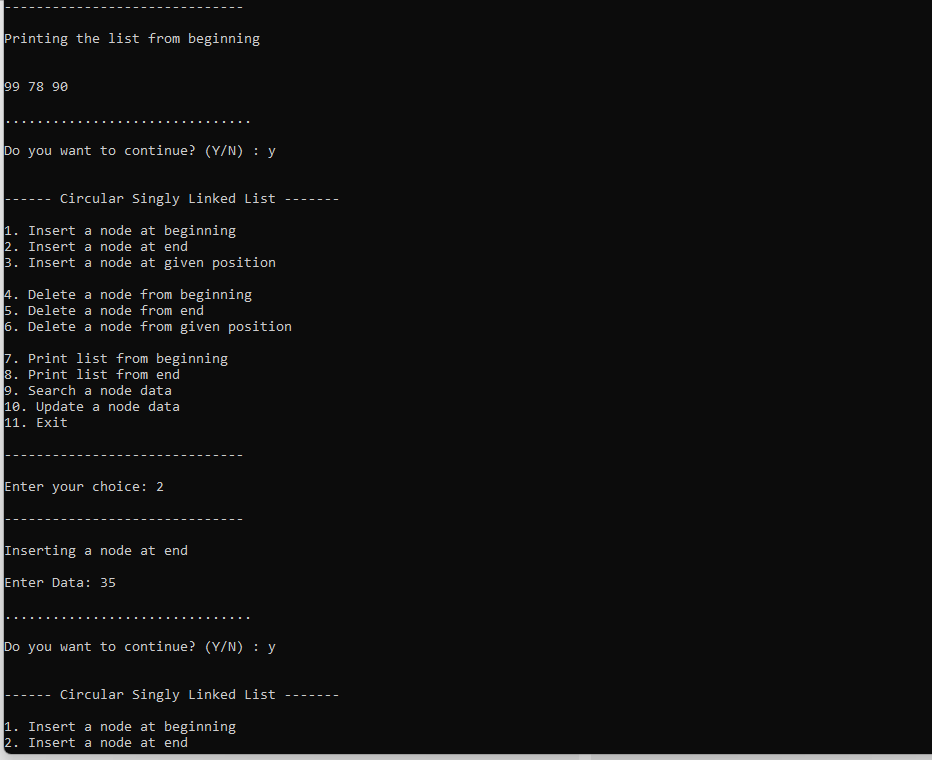 ------------------------------
Printing the list from beginning
99 78 90
...............................
Do you want to continue? (Y/N) : y
------ Circular Singly Linked List -------
1. Insert a node at beginning
2. Insert a node at end
3. Insert a node at given position
4. Delete a node from beginning
5. Delete a node from end
6. Delete a node from given position
7. Print list from beginning
8. Print list from end
9. Search a node data
10. Update a node data
11. Exit
------------------------------
Enter your choice: 2
------------------------------
Inserting a node at end
Enter Data: 35
...............................
Do you want to continue? (Y/N) : y
------ Circular Singly Linked List -------
1. Insert a node at beginning
2. Insert a node at end